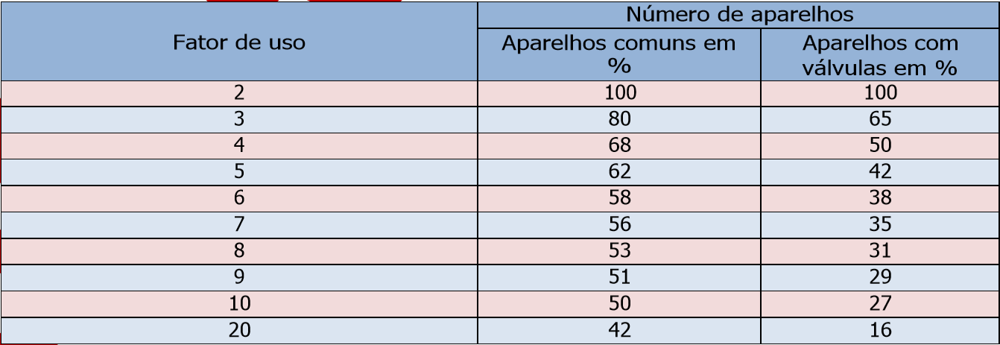 Número de aparelhos
Fator de uso
Aparelhos comuns em
%
Aparelhos com
válvulas em %
2 100 100
3 80 65
4 68 50
5 62 42
6 58 38
7 56 35
8 53 31
9 51 29
10 50 27
20 42 16